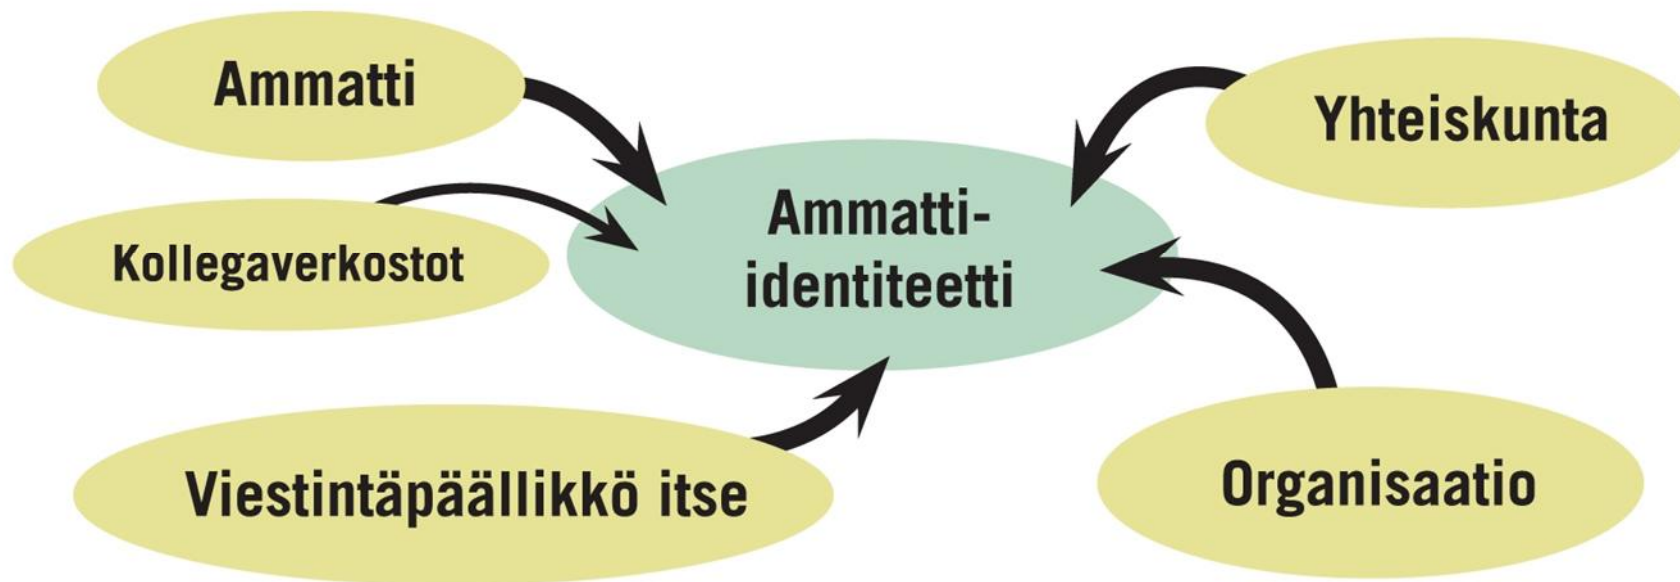 Ammatti
Yhteiskunta
Kollegaverkostot
Ammatti-
identiteetti
Viestintäpäällikkö itse
Organisaatio